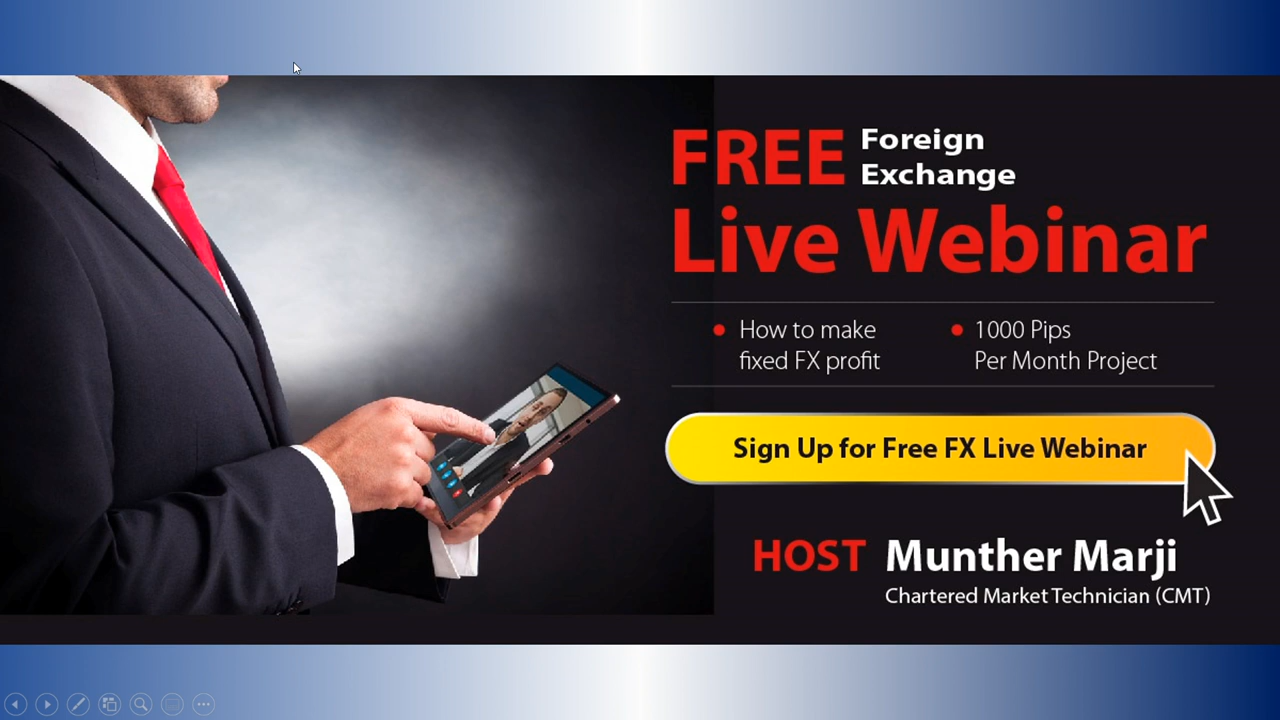 FREE Foreign
Exchange
Live Webinar
How to make
fixed FX profit
1000 Pips
Per Month Project
Sign Up for Free FX Live Webinar
HOST Munther Marji
Chartered Market Technician (CMT)